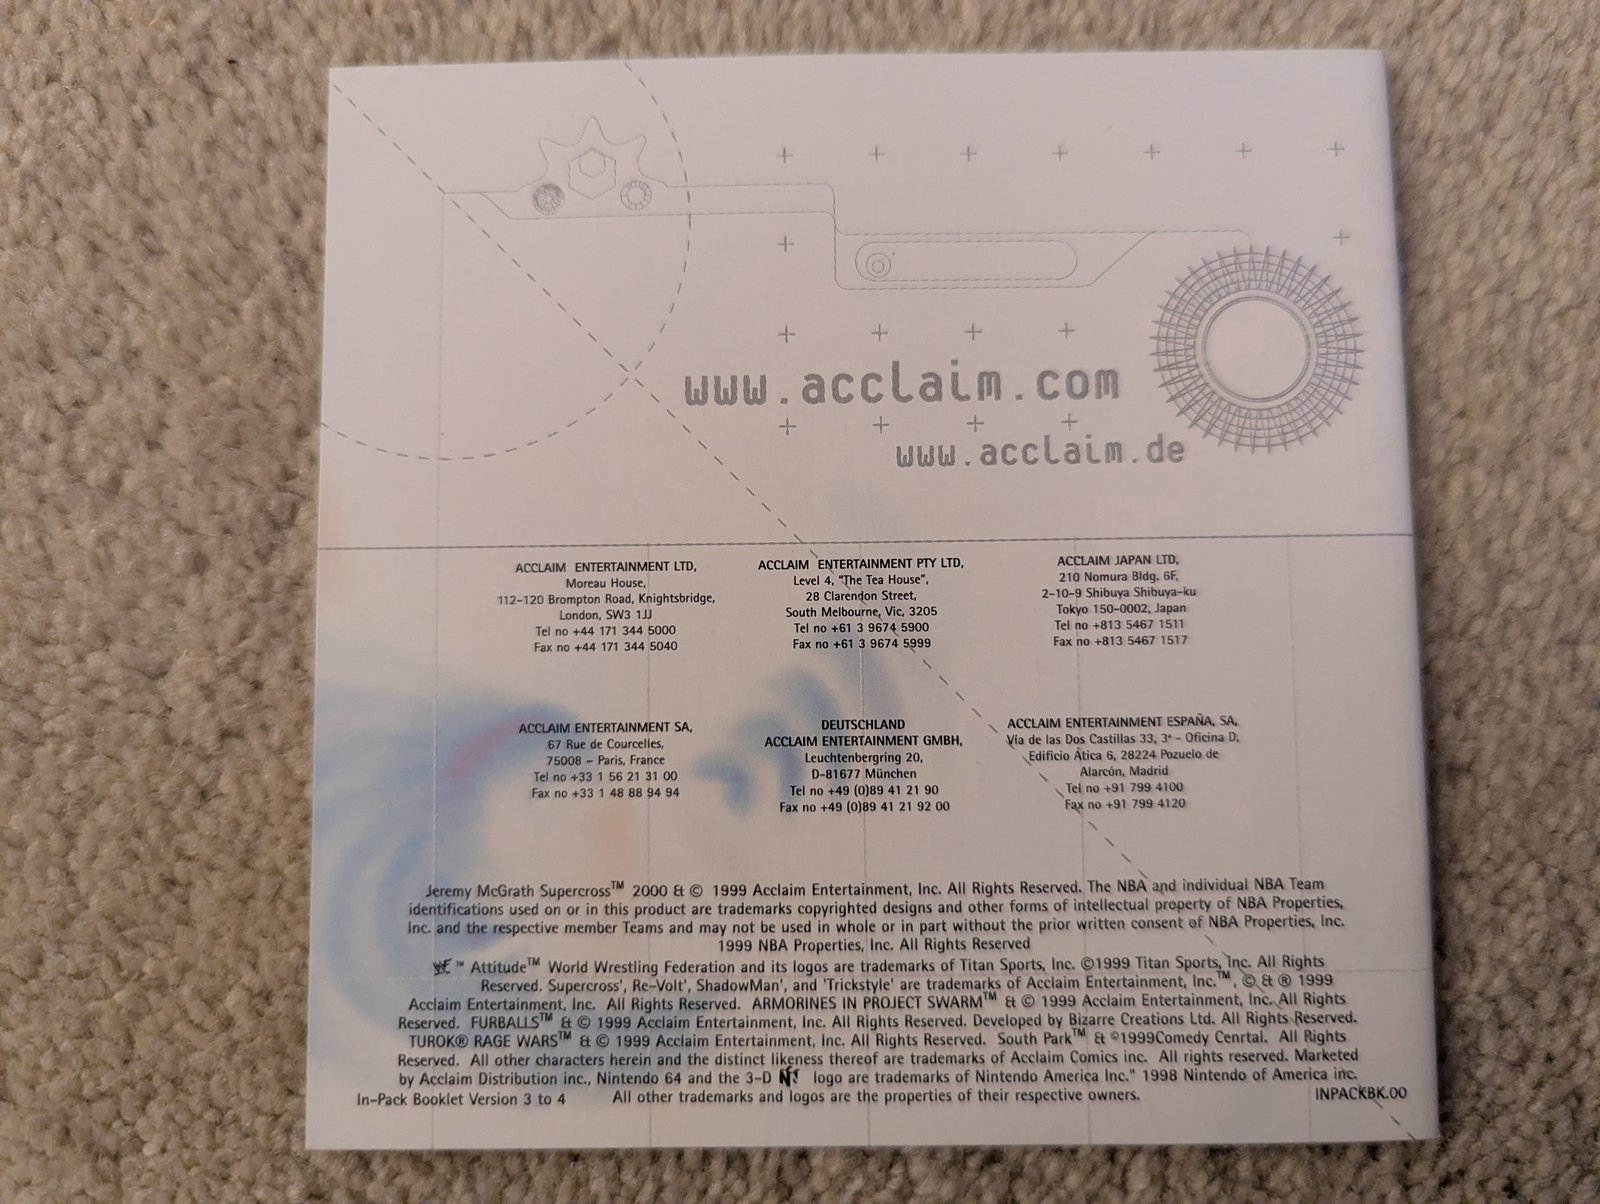 www.acclaim.com
www.acclaim.de
ACCLAIM ENTERTAINMENT LTD,
Moreau House,
112-120 Brompton Road, Knightsbridge,
London, SW3 1JJ
Tel no +44 171 344 5000
Fax no +44 171 344 5040
ACCLAIM ENTERTAINMENT PTY LTD,
Level 4, "The Tea House",
28 Clarendon Street,
South Melbourne, Vic, 3205
Tel no +61 3 9674 5900
Fax no +61 3 9674 5999
ACCLAIM JAPAN LTD,
210 Nomura Bldg. 6F,
2-10-9 Shibuya Shibuya-ku
Tokyo 150-0002, Japan
Tel no +813 5467 1511
Fax no +813 5467 1517
ACCLAIM ENTERTAINMENT SA,
67 Rue de Courcelles,
75008 - Paris, France
Tel no +33 1 56 21 31 00
Fax no +33 1 48 88 94 94
DEUTSCHLAND
ACCLAIM ENTERTAINMENT GMBH,
Leuchtenbergring 20,
D-81677 München
Tel no +49 (0)89 41 21 90
Fax no +49 (0)89 41 21 92 00
ACCLAIM ENTERTAINMENT ESPAÑA, SA,
Vía de las Dos Castillas 33, 3ª - Oficina D,
Edificio Ática 6, 28224 Pozuelo de
Alarcón, Madrid
Tel no +91 799 4100
Fax no +91 799 4120
Jeremy McGrath Supercross™ 2000 & © 1999 Acclaim Entertainment, Inc. All Rights Reserved. The NBA and individual NBA Team
identifications used on or in this product are trademarks copyrighted designs and other forms of intellectual property of NBA Properties,
Inc. and the respective member Teams and may not be used in whole or in part without the prior written consent of NBA Properties, Inc.
1999 NBA Properties, Inc. All Rights Reserved
™ Attitude™ World Wrestling Federation and its logos are trademarks of Titan Sports, Inc. ©1999 Titan Sports, Inc. All Rights
Reserved. Supercross', Re-Volt', ShadowMan', and 'Trickstyle' are trademarks of Acclaim Entertainment, Inc.™, © & ® 1999
Acclaim Entertainment, Inc. All Rights Reserved. ARMORINES IN PROJECT SWARM™ & © 1999 Acclaim Entertainment, Inc. All Rights
Reserved. FURBALLS™ & © 1999 Acclaim Entertainment, Inc. All Rights Reserved. Developed by Bizarre Creations Ltd. All Rights Reserved.
TUROK® RAGE WARS™ & © 1999 Acclaim Entertainment, Inc. All Rights Reserved. South Park™ & ©1999Comedy Cenrtal. All Rights
Reserved. All other characters herein and the distinct likeness thereof are trademarks of Acclaim Comics inc. All rights reserved. Marketed
by Acclaim Distribution inc., Nintendo 64 and the 3-D N logo are trademarks of Nintendo America Inc." 1998 Nintendo of America inc.
In-Pack Booklet Version 3 to 4 All other trademarks and logos are the properties of their respective owners. INPACKBK.00